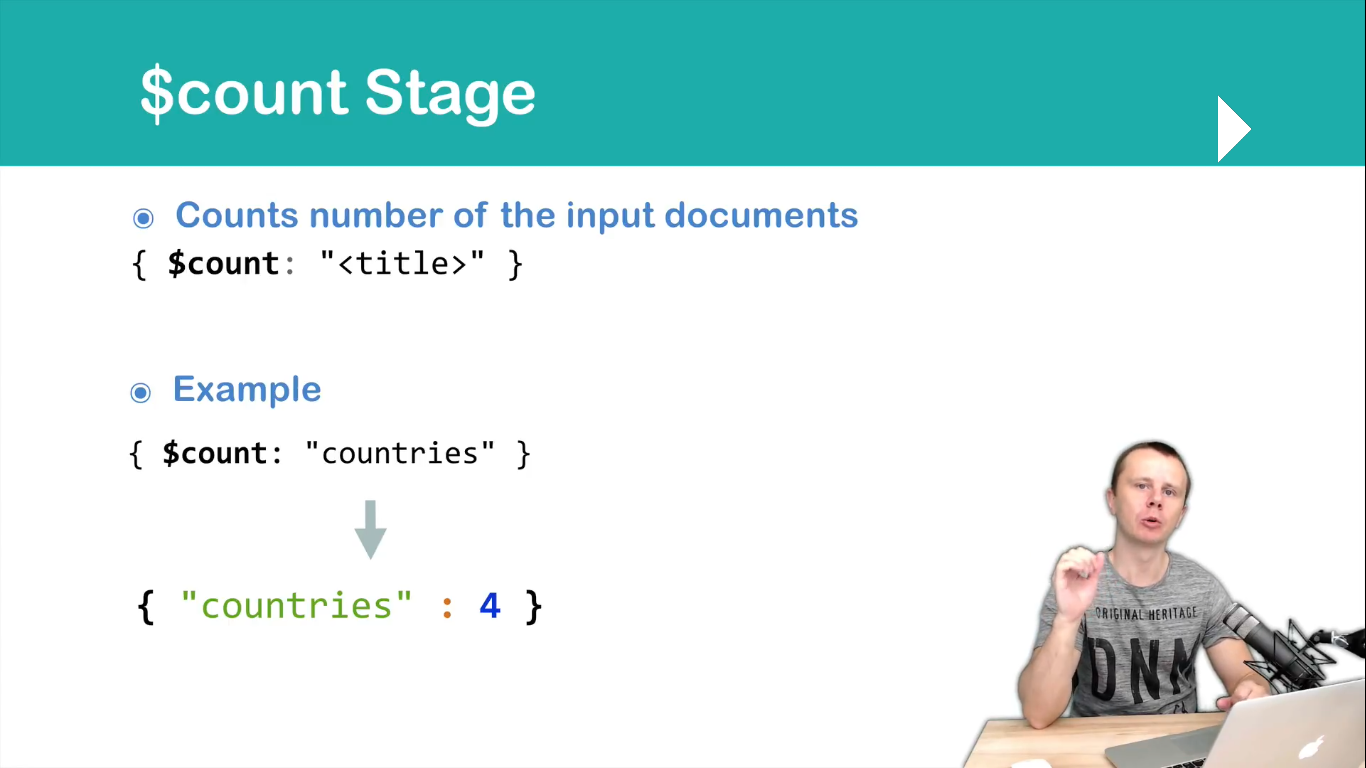 $count Stage
Counts number of the input documents
{ $count: "<title>" }
Example
{ $count: "countries" }
{ "countries" : 4 }
ORIGINAL HERITAGE
DNM